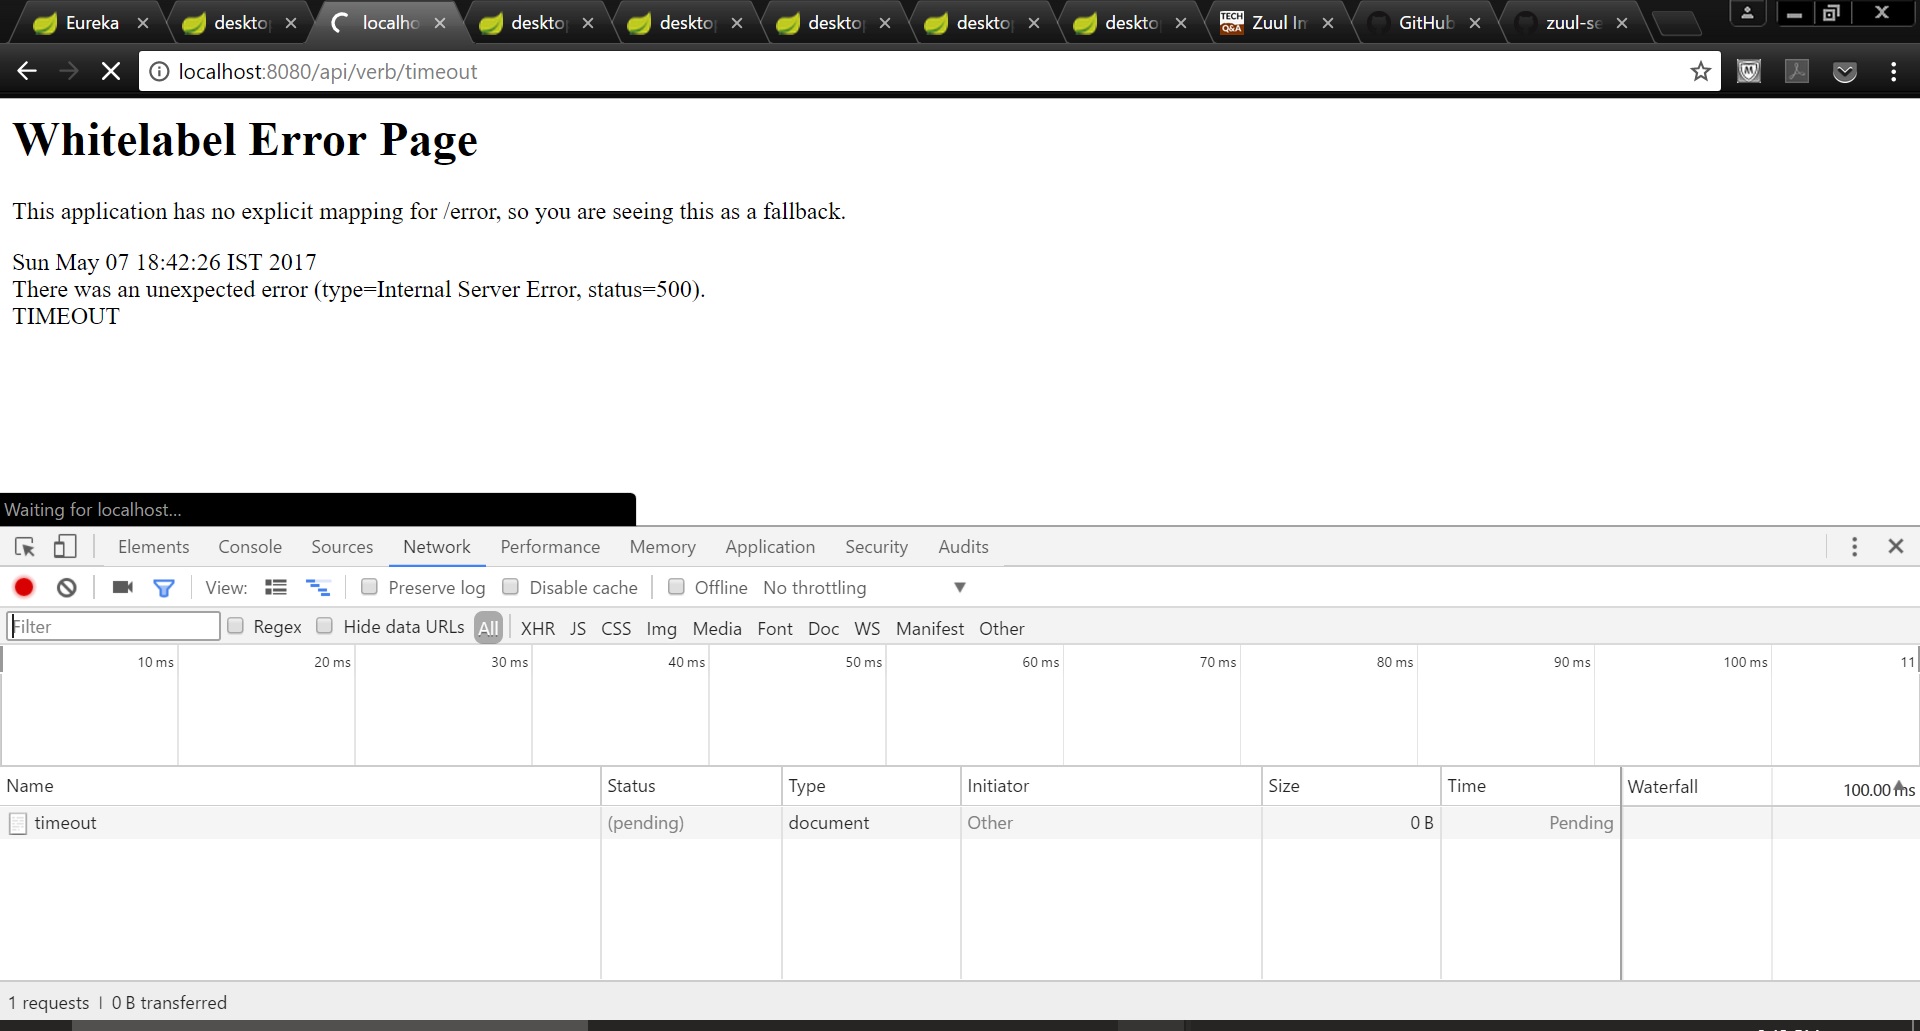 Eureka
deskto
localho
deskto
deskto
deskto
deskto
deskto
Zuul Im
GitHub
zuul-se
TECH
Q&A
localhost:8080/api/verb/timeout
Whitelabel Error Page
This application has no explicit mapping for /error, so you are seeing this as a fallback.
Sun May 07 18:42:26 IST 2017
There was an unexpected error (type=Internal Server Error, status=500).
TIMEOUT
Waiting for localhost...
Elements Console Sources Network Performance Memory Application Security Audits
View: Preserve log Disable cache Offline No throttling
Filter Regex Hide data URLs All XHR JS CSS Img Media Font Doc WS Manifest Other
10 ms 20 ms 30 ms 40 ms 50 ms 60 ms 70 ms 80 ms 90 ms 100 ms 11
Name Status Type Initiator Size Time Waterfall 100.00 ms
timeout (pending) document Other 0 B Pending
1 requests | 0 B transferred